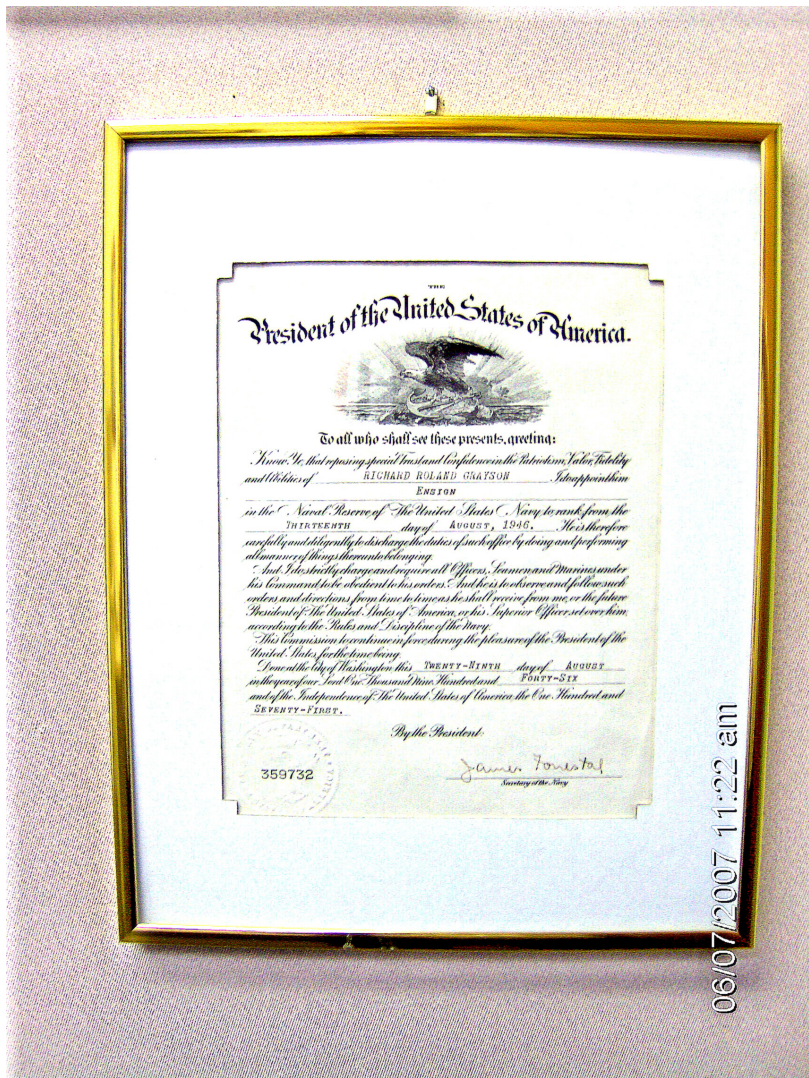 THE
President of the United States of America.
To all who shall see these presents, greeting:
Know Ye, that reposing special Trust and Confidence in the Patriotism, Valor, Fidelity
and Abilities of RICHARD ROLAND GRAYSON I do appoint him
ENSIGN
in the Naval Reserve of The United States Navy to rank from the
THIRTEENTH day of AUGUST, 1946. He is therefore
carefully and diligently to discharge the duties of such office by doing and performing
all manner of things thereunto belonging.
And I do strictly charge and require all Officers, Seamen and Marines under
his Command to be obedient to his orders. And he is to observe and follow such
orders and directions from time to time as he shall receive from me, or the future
President of The United States of America, or his Superior Officer set over him,
according to the Rules and Discipline of the Navy.
This Commission to continue in force during the pleasure of the President of the
United States for the time being.
Done at the City of Washington this TWENTY-NINTH day of AUGUST
in the year of our Lord One Thousand Nine Hundred and FORTY-SIX
and of the Independence of The United States of America the One Hundred and
SEVENTY-FIRST.
By the President:
359732
James Forrestal
Secretary of the Navy
06/07/2007 11:22 am